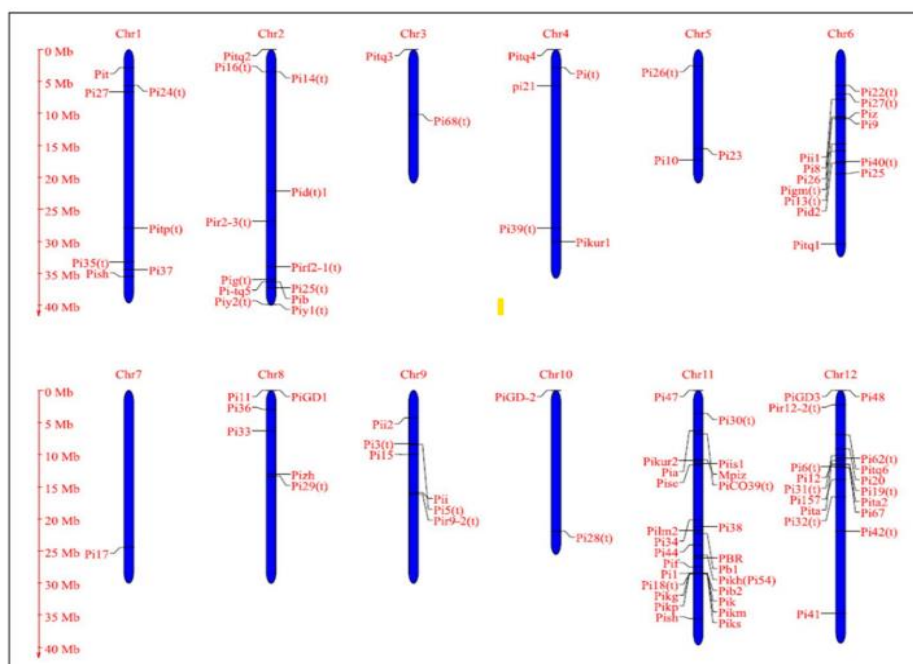 Chr1 Chr2 Chr3 Chr4 Chr5 Chr6
0 Mb
5 Mb
10 Mb
15 Mb
20 Mb
25 Mb
30 Mb
35 Mb
40 Mb
Pit
Pi24(t)
Pi27
Pitp(t)
Pi35(t)
Pi37
Pish
Pitq2
Pi16(t)
Pi14(t)
Pid(t)1
Pir2-3(t)
Pirf2-1(t)
Pig(t)
Pi25(t)
Pi-tq5
Pib
Piy2(t)
Piy1(t)
Pitq3
Pi68(t)
Pitq4
Pi(t)
pi21
Pi39(t)
Pikur1
Pi26(t)
Pi23
Pi10
Pi22(t)
Pi27(t)
Piz
Pi9
Pii1
Pi8
Pi40(t)
Pi26
Pi25
Pigm(t)
Pi13(t)
Pid2
Pitq1
Chr7 Chr8 Chr9 Chr10 Chr11 Chr12
0 Mb
5 Mb
10 Mb
15 Mb
20 Mb
25 Mb
30 Mb
35 Mb
40 Mb
Pi17
Pi11
PiGD1
Pi36
Pi33
Pizh
Pi29(t)
Pii2
Pi3(t)
Pi15
Pii
Pi5(t)
Pir9-2(t)
PiGD-2
Pi28(t)
Pi47
Pi30(t)
Pikur2
Piis1
Pia
Mpiz
Pisc
PiCO39(t)
Pilm2
Pi38
Pi34
Pi44
PBR
Pif
Pb1
Pi1
Pikh(Pi54)
Pi18(t)
Pib2
Pikg
Pik
Pikp
Pikm
Pish
Piks
PiGD3
Pi48
Pir12-2(t)
Pi62(t)
Pi6(t)
Pitq6
Pi12
Pi20
Pi31(t)
Pi19(t)
Pi157
Pita2
Pita
Pi67
Pi32(t)
Pi42(t)
Pi41